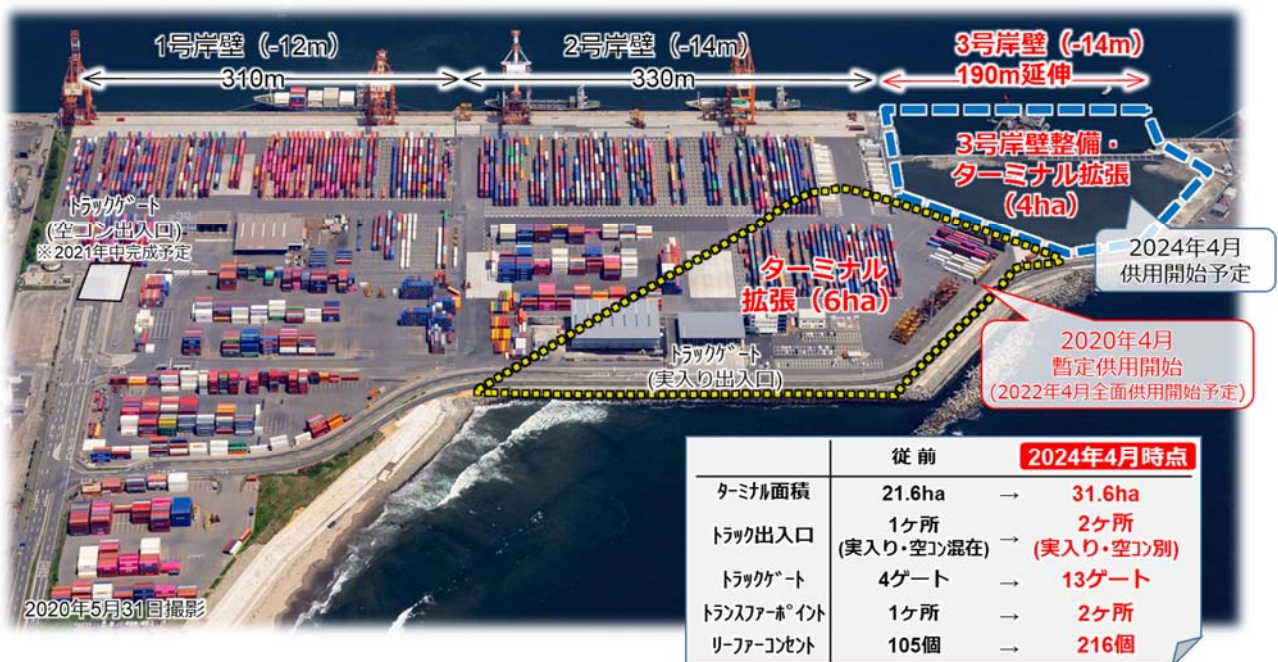 1号岸壁（-12m）
310m
2号岸壁（-14m）
330m
3号岸壁（-14m）
190m延伸
3号岸壁整備・
ターミナル拡張
（4ha）
2024年4月
供用開始予定
トラックゲート
(空コン出入口)
※2021年中完成予定
ターミナル
拡張（6ha）
トラックゲート
(実入り出入口)
2020年4月
暫定供用開始
(2022年4月全面供用開始予定)
2020年5月31日撮影
従前 2024年4月時点
ターミナル面積 21.6ha → 31.6ha
トラック出入口 1ヶ所 → 2ヶ所
(実入り・空コン混在) (実入り・空コン別)
トラックゲート 4ゲート → 13ゲート
トランスファーポイント 1ヶ所 → 2ヶ所
リーファーコンセント 105個 → 216個